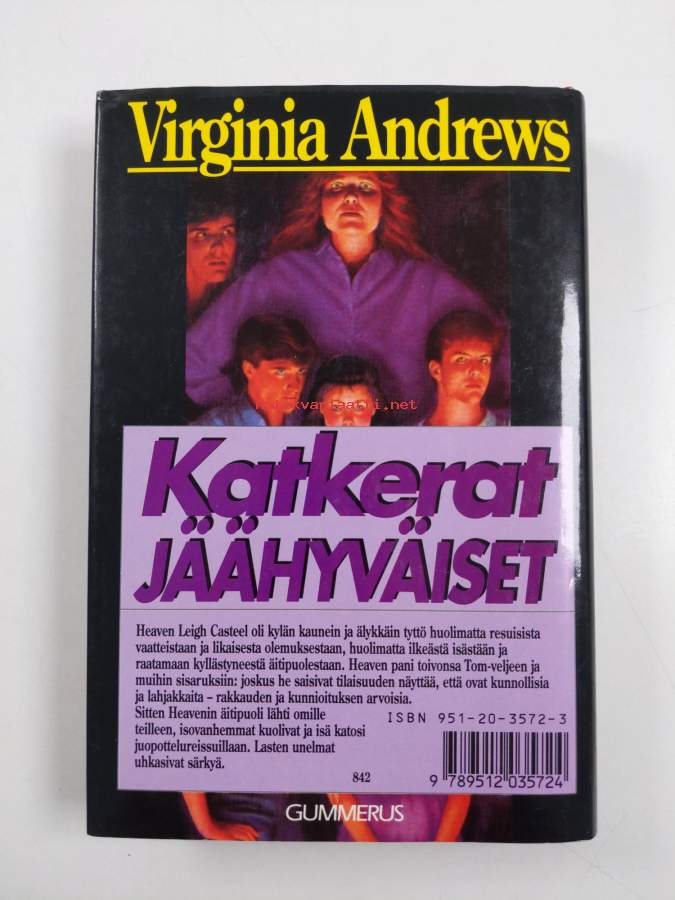 Virginia Andrews
Katkerat
JÄÄHYVÄISET
Heaven Leigh Casteel oli kylän kaunein ja älykkäin tyttö huolimatta resuisista
vaatteistaan ja likaisesta olemuksestaan, huolimatta ilkeästä isästään ja
raatamaan kyllästyneestä äitipuolestaan. Heaven pani toivonsa Tom-veljeen ja
muihin sisaruksiin: joskus he saisivat tilaisuuden näyttää, että ovat kunnollisia
ja lahjakkaita – rakkauden ja kunnioituksen arvoisia.
Sitten Heavenin äitipuoli lähti omille
teilleen, isovanhemmat kuolivat ja isä katosi
juopottelureissuillaan. Lasten unelmat
uhkasivat särkyä.
ISBN 951-20-3572-3
842
9 789512 035724
GUMMERUS